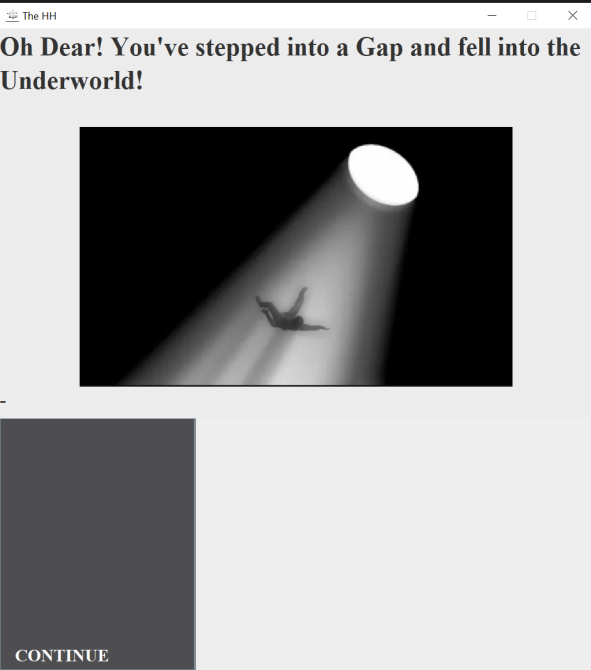 The HH
Oh Dear! You've stepped into a Gap and fell into the
Underworld!
-
CONTINUE